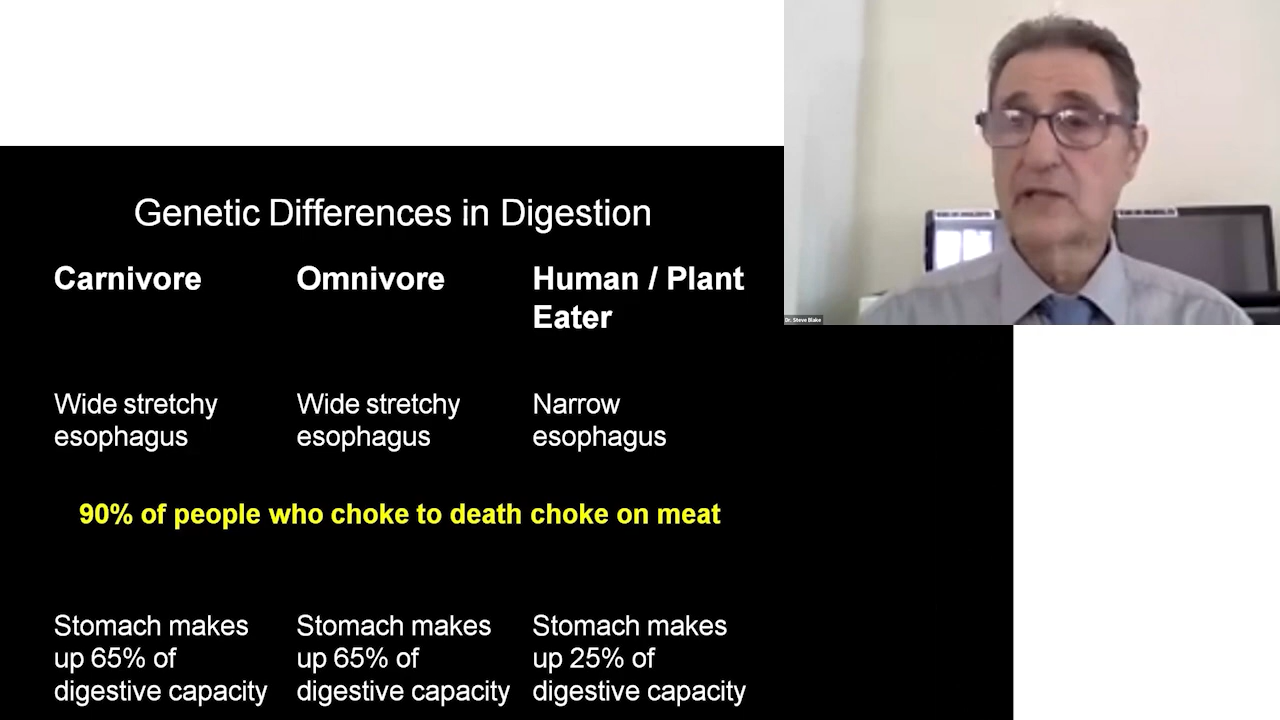 Genetic Differences in Digestion
Carnivore
Omnivore
Human / Plant
Eater
Wide stretchy
esophagus
Wide stretchy
esophagus
Narrow
esophagus
90% of people who choke to death choke on meat
Stomach makes
up 65% of
digestive capacity
Stomach makes
up 65% of
digestive capacity
Stomach makes
up 25% of
digestive capacity
Dr. Steve Blake